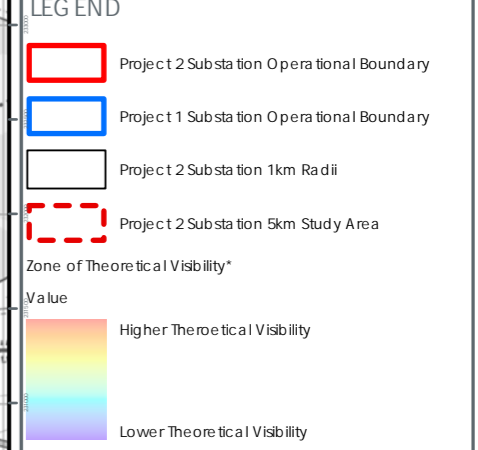 LEGEND
Project 2 Substation Operational Boundary
Project 1 Substation Operational Boundary
Project 2 Substation 1km Radii
Project 2 Substation 5km Study Area
Zone of Theoretical Visibility*
Value
Higher Theroetical Visibility
Lower Theoretical Visibility